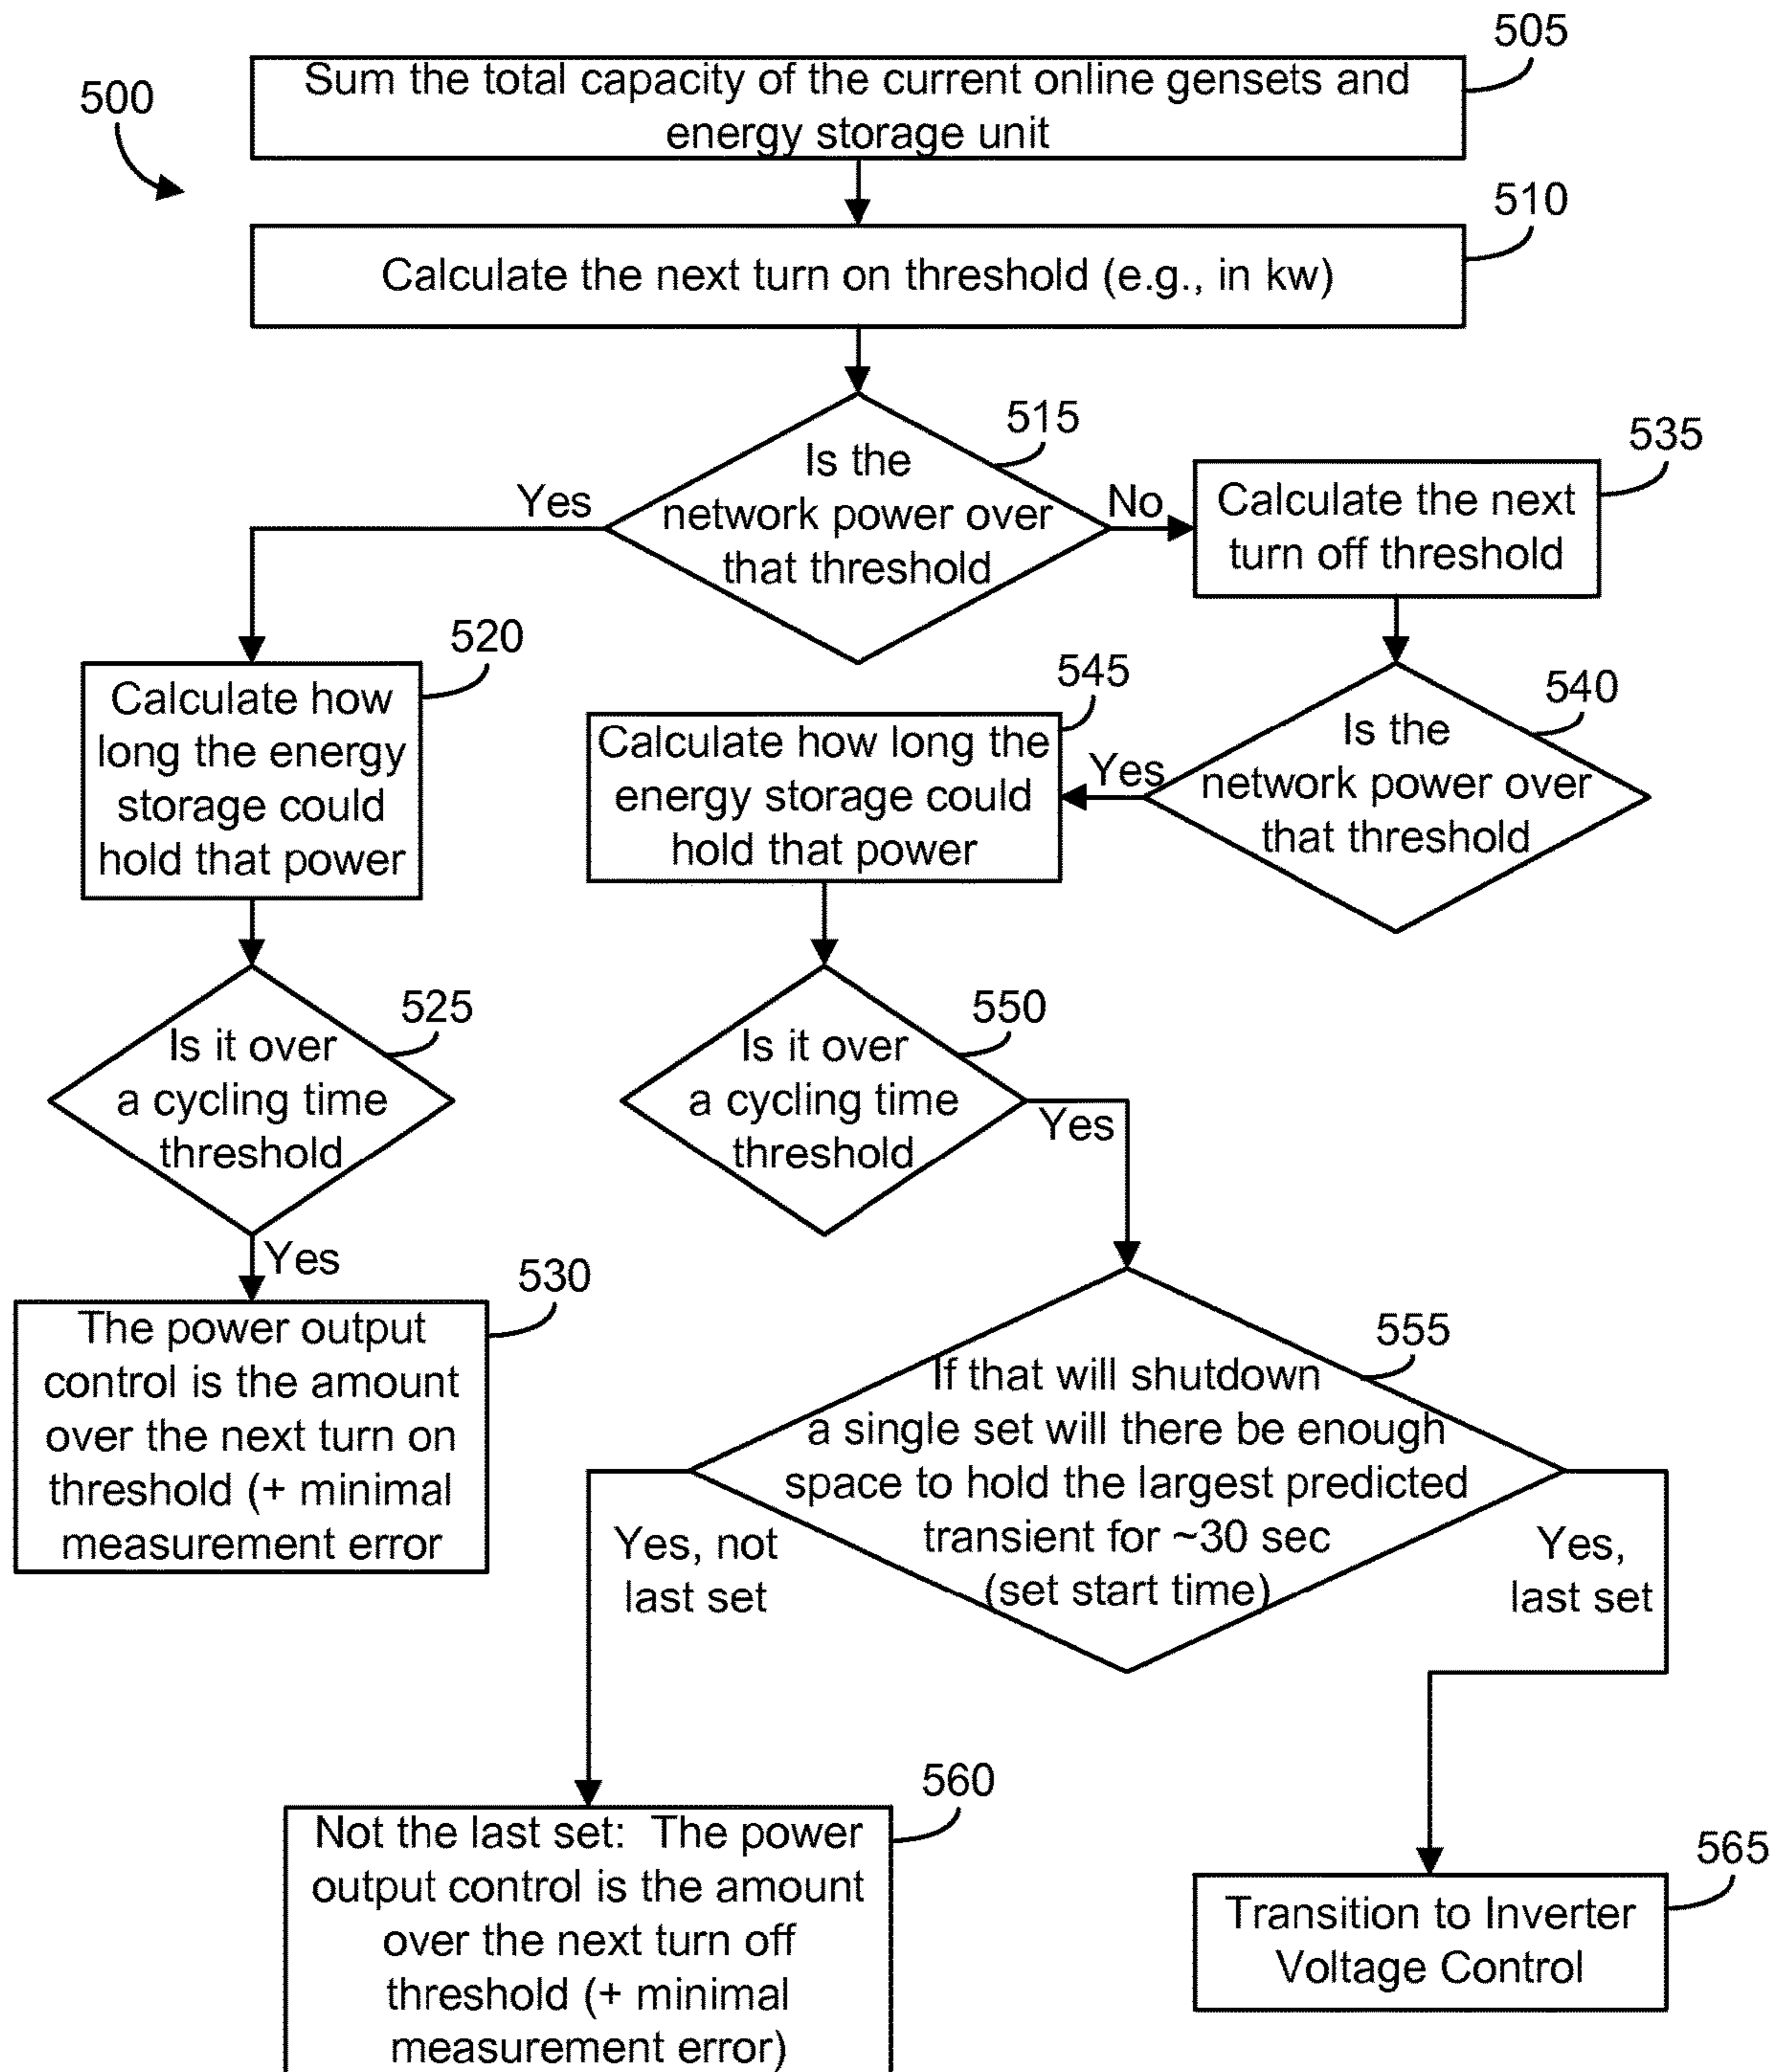 505
Sum the total capacity of the current online gensets and
energy storage unit
500
510
Calculate the next turn on threshold (e.g., in kw)
515
Is the
network power over
that threshold
Yes
No
535
Calculate the next
turn off threshold
520
Calculate how
long the energy
storage could
hold that power
545
Calculate how long the
energy storage could
hold that power
Yes
540
Is the
network power over
that threshold
525
Is it over
a cycling time
threshold
Yes
550
Is it over
a cycling time
threshold
Yes
530
The power output
control is the amount
over the next turn on
threshold (+ minimal
measurement error
555
If that will shutdown
a single set will there be enough
space to hold the largest predicted
transient for ~30 sec
(set start time)
Yes, not
last set
Yes,
last set
560
Not the last set:  The power
output control is the amount
over the next turn off
threshold (+ minimal
measurement error)
565
Transition to Inverter
Voltage Control